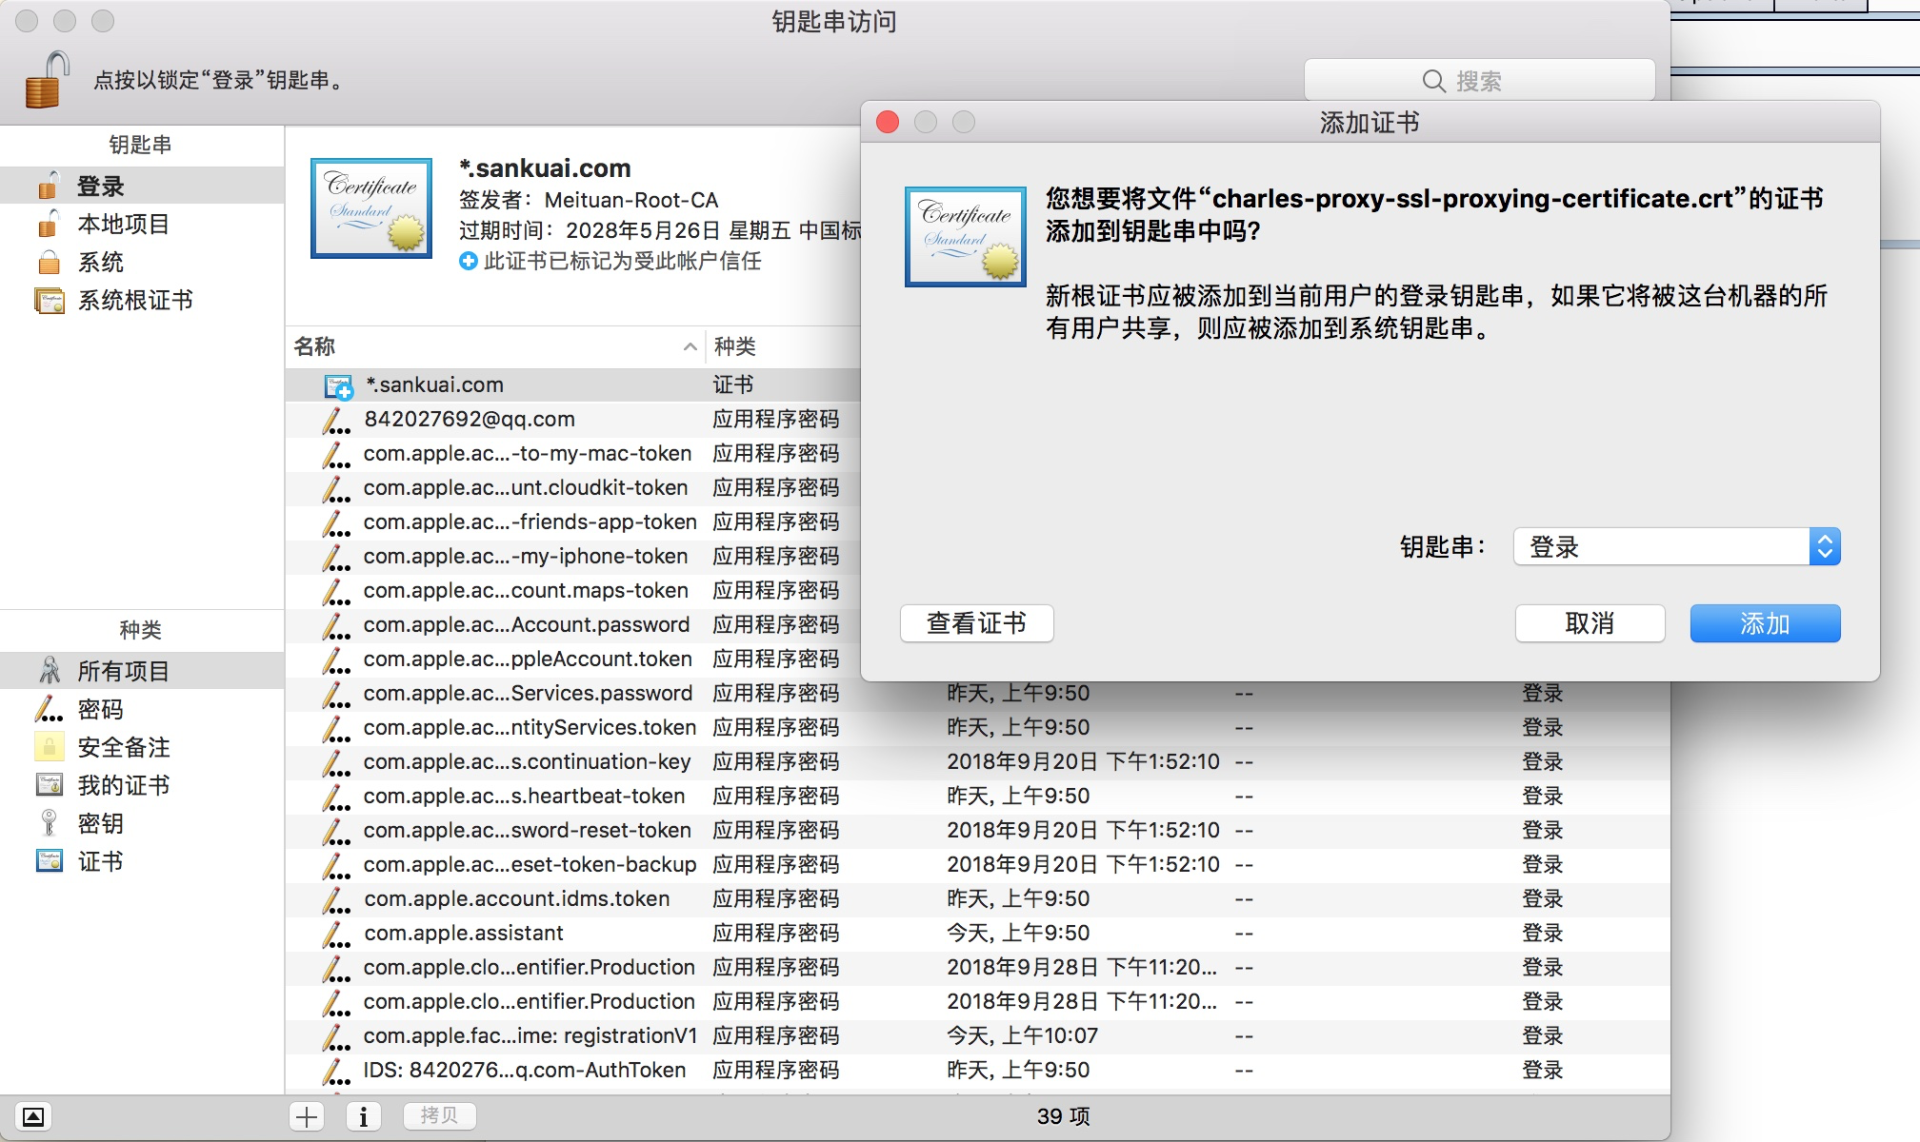 钥匙串访问
点按以锁定“登录”钥匙串。
搜索
钥匙串
登录
本地项目
系统
系统根证书
种类
所有项目
密码
安全备注
我的证书
密钥
证书
Certificate
Standard
*.sankuai.com
签发者：Meituan-Root-CA
过期时间：2028年5月26日 星期五 中国标
此证书已标记为受此帐户信任
名称 种类
*.sankuai.com 证书
842027692@qq.com 应用程序密码
com.apple.ac...-to-my-mac-token 应用程序密码
com.apple.ac...unt.cloudkit-token 应用程序密码
com.apple.ac...-friends-app-token 应用程序密码
com.apple.ac...-my-iphone-token 应用程序密码
com.apple.ac...count.maps-token 应用程序密码
com.apple.ac...Account.password 应用程序密码
com.apple.ac...ppleAccount.token 应用程序密码
com.apple.ac...Services.password 应用程序密码 昨天, 上午9:50 -- 登录
com.apple.ac...ntityServices.token 应用程序密码 昨天, 上午9:50 -- 登录
com.apple.ac...s.continuation-key 应用程序密码 2018年9月20日 下午1:52:10 -- 登录
com.apple.ac...s.heartbeat-token 应用程序密码 昨天, 上午9:50 -- 登录
com.apple.ac...sword-reset-token 应用程序密码 2018年9月20日 下午1:52:10 -- 登录
com.apple.ac...eset-token-backup 应用程序密码 2018年9月20日 下午1:52:10 -- 登录
com.apple.account.idms.token 应用程序密码 昨天, 上午9:50 -- 登录
com.apple.assistant 应用程序密码 今天, 上午9:50 -- 登录
com.apple.clo...entifier.Production 应用程序密码 2018年9月28日 下午11:20... -- 登录
com.apple.clo...entifier.Production 应用程序密码 2018年9月28日 下午11:20... -- 登录
com.apple.fac...ime: registrationV1 应用程序密码 今天, 上午10:07 -- 登录
IDS: 8420276...q.com-AuthToken 应用程序密码 昨天, 上午9:50 -- 登录
拷贝
39 项
添加证书
Certificate
Standard
您想要将文件“charles-proxy-ssl-proxying-certificate.crt”的证书
添加到钥匙串中吗?
新根证书应被添加到当前用户的登录钥匙串，如果它将被这台机器的所
有用户共享，则应被添加到系统钥匙串。
钥匙串： 登录
查看证书 取消 添加